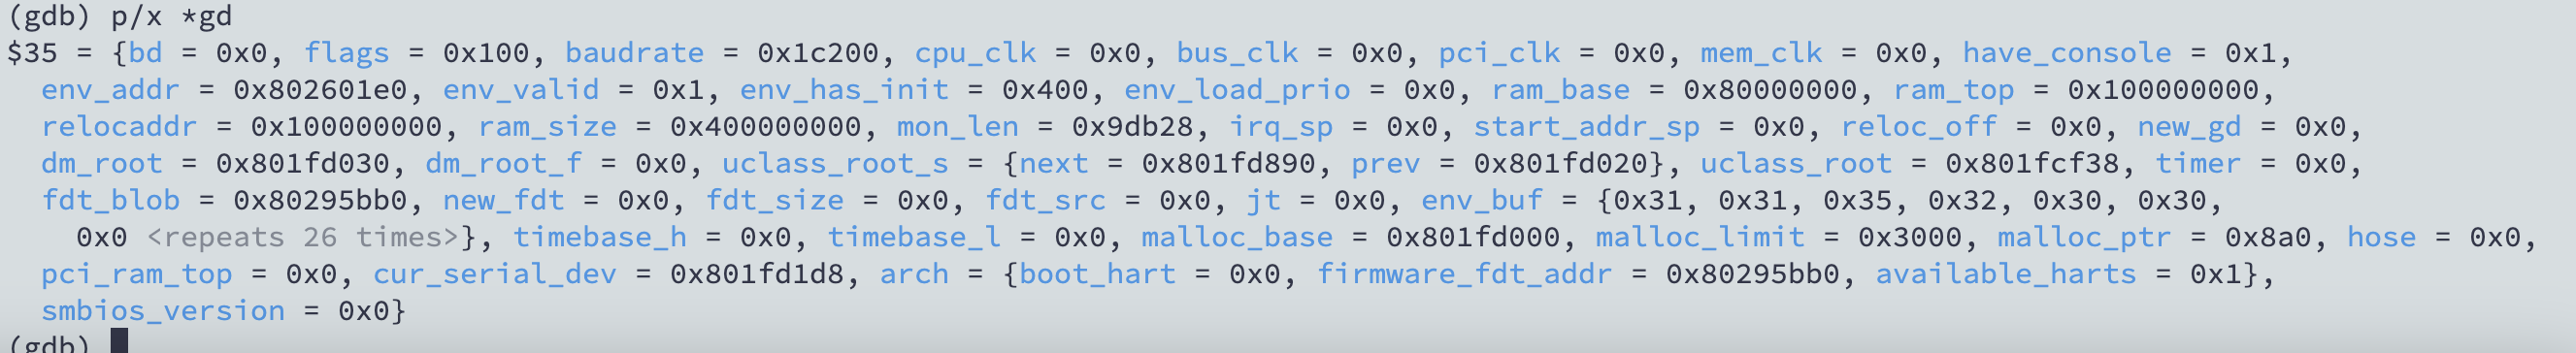 (gdb) p/x *gd
$35 = {bd = 0x0, flags = 0x100, baudrate = 0x1c200, cpu_clk = 0x0, bus_clk = 0x0, pci_clk = 0x0, mem_clk = 0x0, have_console = 0x1,
env_addr = 0x802601e0, env_valid = 0x1, env_has_init = 0x400, env_load_prio = 0x0, ram_base = 0x80000000, ram_top = 0x100000000,
relocaddr = 0x100000000, ram_size = 0x400000000, mon_len = 0x9db28, irq_sp = 0x0, start_addr_sp = 0x0, reloc_off = 0x0, new_gd = 0x0,
dm_root = 0x801fd030, dm_root_f = 0x0, uclass_root_s = {next = 0x801fd890, prev = 0x801fd020}, uclass_root = 0x801fcf38, timer = 0x0,
fdt_blob = 0x80295bb0, new_fdt = 0x0, fdt_size = 0x0, fdt_src = 0x0, jt = 0x0, env_buf = {0x31, 0x31, 0x35, 0x32, 0x30, 0x30,
0x0 <repeats 26 times>}, timebase_h = 0x0, timebase_l = 0x0, malloc_base = 0x801fd000, malloc_limit = 0x3000, malloc_ptr = 0x8a0, hose = 0x0,
pci_ram_top = 0x0, cur_serial_dev = 0x801fd1d8, arch = {boot_hart = 0x0, firmware_fdt_addr = 0x80295bb0, available_harts = 0x1},
smbios_version = 0x0}
(gdb)